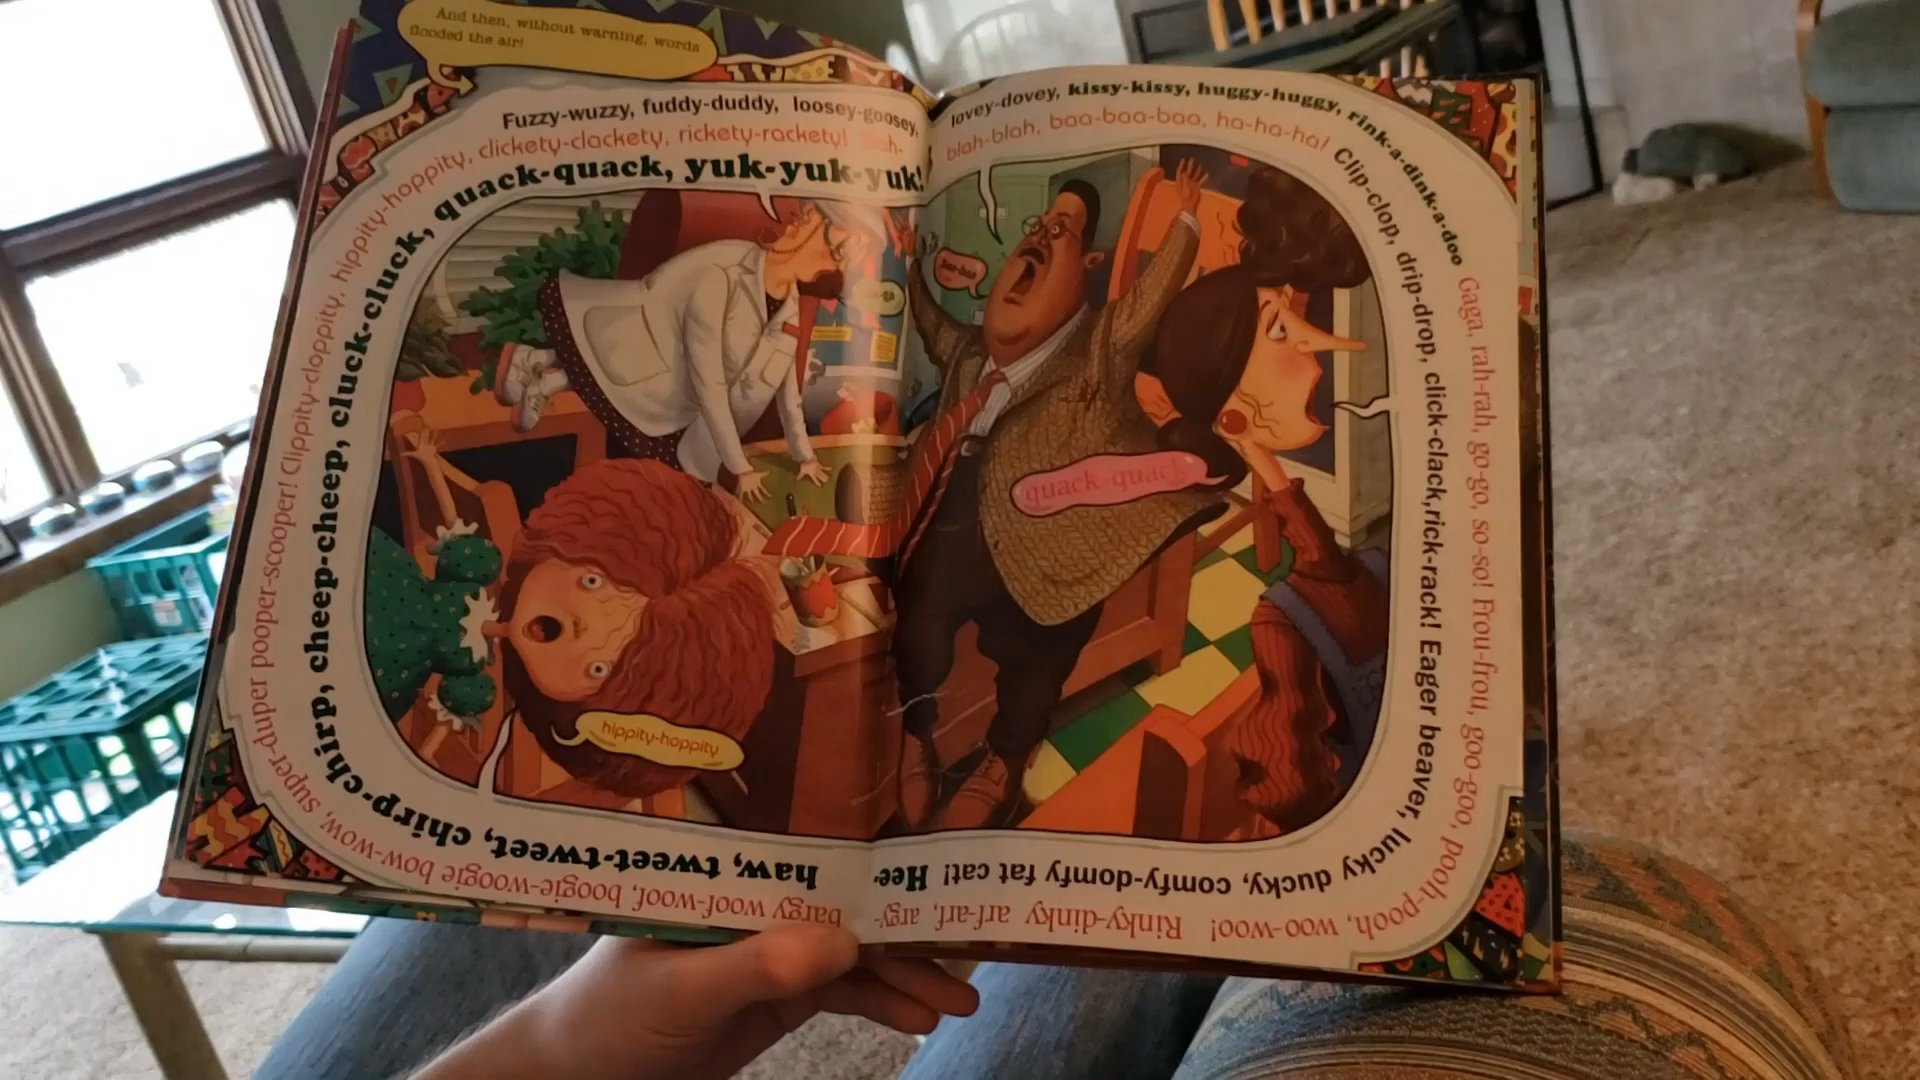 And then, without warning, words
flooded the air!
Fuzzy-wuzzy, fuddy-duddy, loosey-goosey,
lovey-dovey, kissy-kissy, huggy-huggy, rink-a-dink-a-doo
Gaga, rah-rah, go-go, so-so! Frou-frou, goo-goo, pooh-pooh, woo-woo!
Rinky-dinky arf-arf, argy-
bargy woof-woof, boogie-woogie bow-wow, super-duper pooper-scooper! Clippity-cloppity, hippity-hoppity, clickety-clackety, rickety-rackety!
blah-blah, baa-baa-baa, ha-ha-ha!
Clip-clop, drip-drop, click-clack, rick-rack! Eager beaver, lucky ducky, comfy-domfy fat cat! Hee-
haw, tweet-tweet, chirp-chirp, cheep-cheep, cluck-cluck, quack-quack, yuk-yuk-yuk!
quack-quack
hippity-hoppity